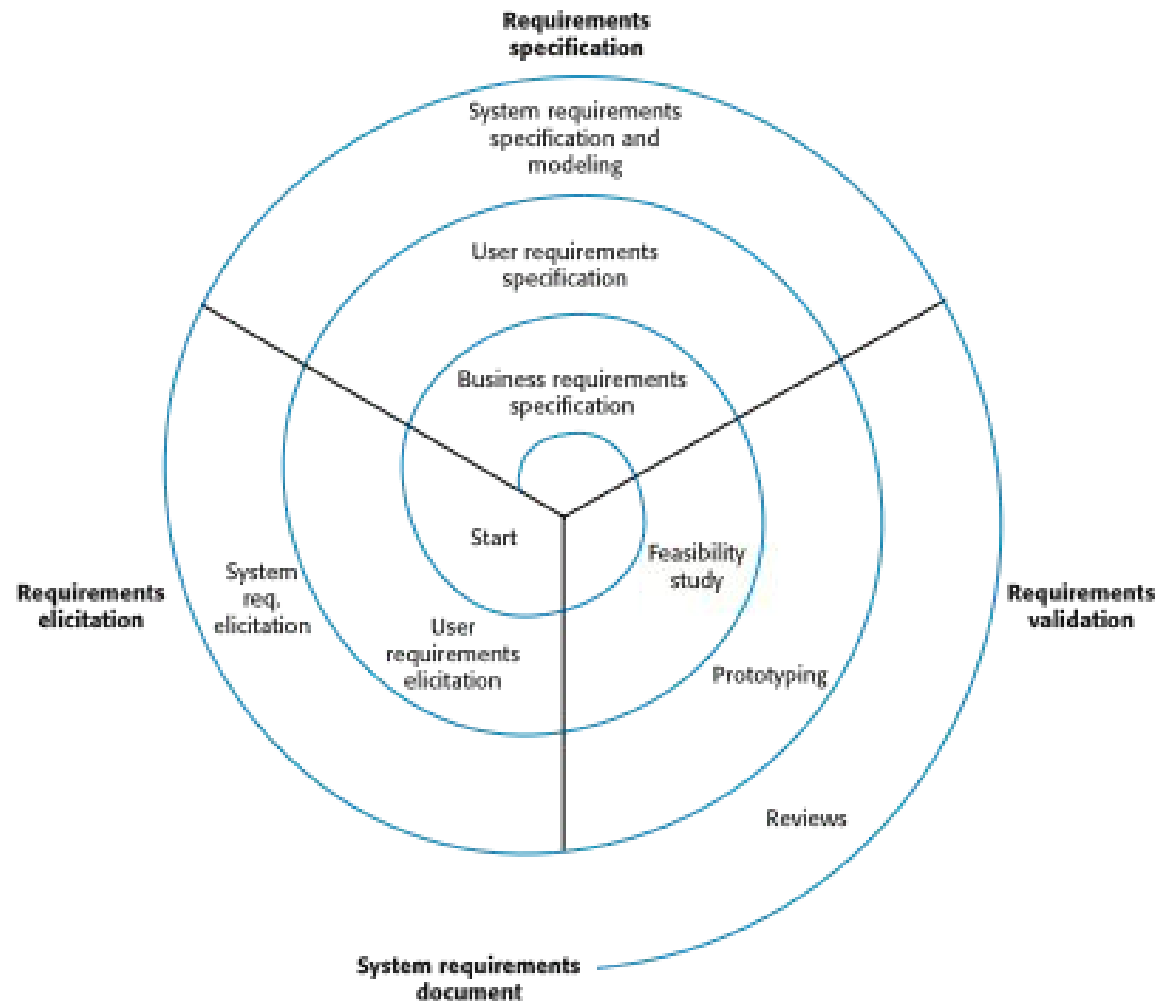 Requirements
specification
System requirements
specification and
modeling
User requirements
specification
Business requirements
specification
Start
Feasibility
study
System
req.
elicitation
Requirements
elicitation
Requirements
validation
User
requirements
elicitation
Prototyping
Reviews
System requirements
document